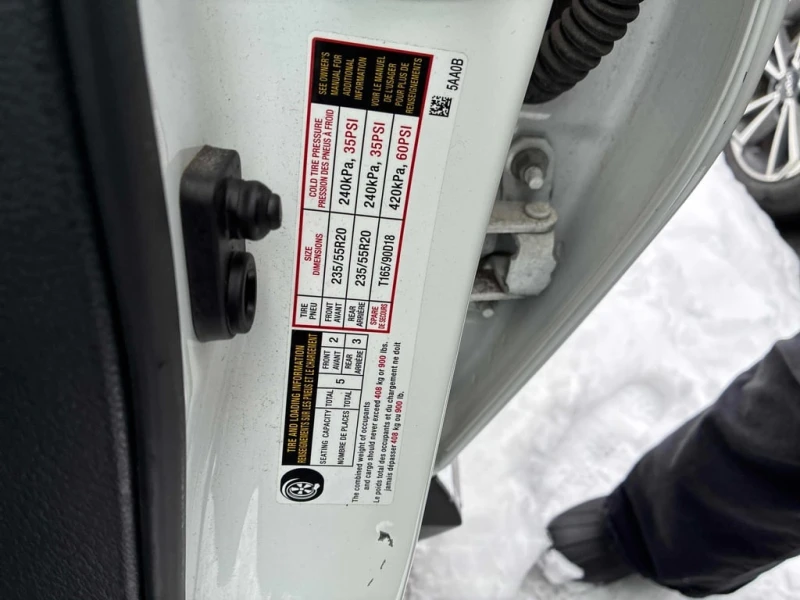 TIRE AND LOADING INFORMATION
RENSEIGNEMENTS SUR LES PNEUS ET LE CHARGEMENT
SEATING CAPACITY TOTAL 5 FRONT 2
NOMBRE DE PLACES TOTAL AVANT
REAR 3
ARRIÈRE
The combined weight of occupants
and cargo should never exceed 408 kg or 900 lbs.
Le poids total des occupants et du chargement ne doit
jamais dépasser 408 kg ou 900 lb.
TIRE SIZE COLD TIRE PRESSURE
PNEU DIMENSIONS PRESSION DES PNEUS À FROID
FRONT
AVANT 235/55R20 240kPa, 35PSI
REAR
ARRIÈRE 235/55R20 240kPa, 35PSI
SPARE
DE SECOURS T165/90D18 420kPa, 60PSI
SEE OWNER'S
MANUAL FOR
ADDITIONAL
INFORMATION
VOIR LE MANUEL
DE L'USAGER
POUR PLUS DE
RENSEIGNEMENTS
5AA0B